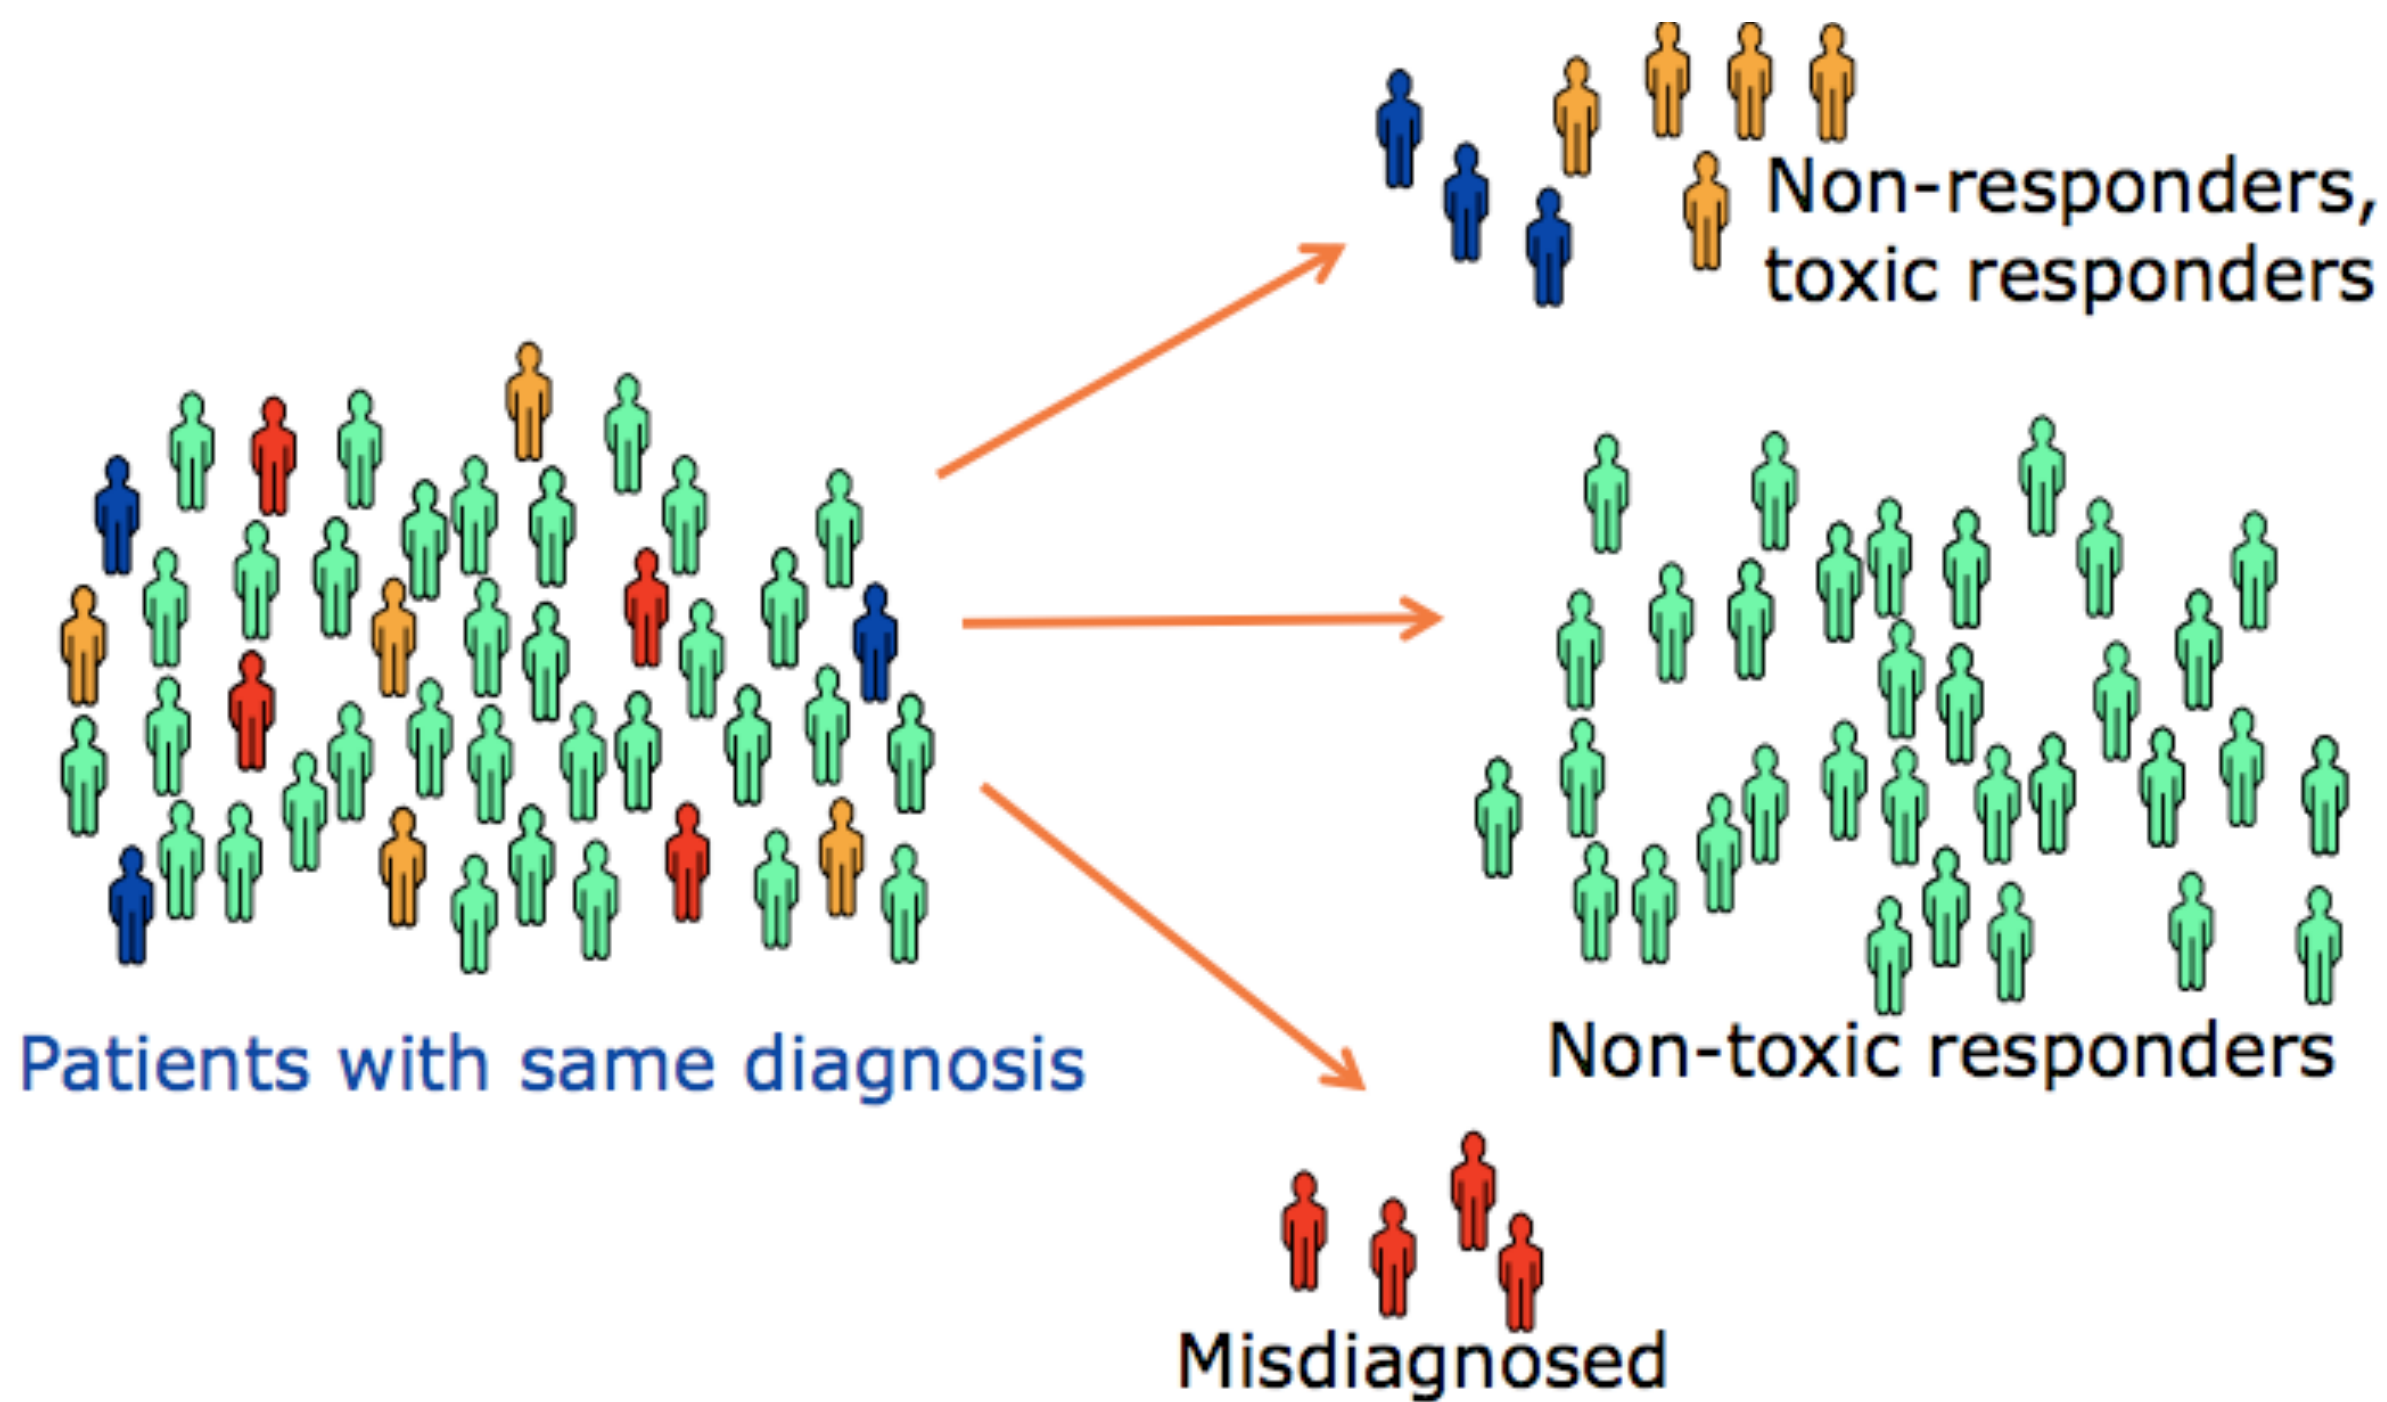 Non-responders,
toxic responders
Patients with same diagnosis
Non-toxic responders
Misdiagnosed